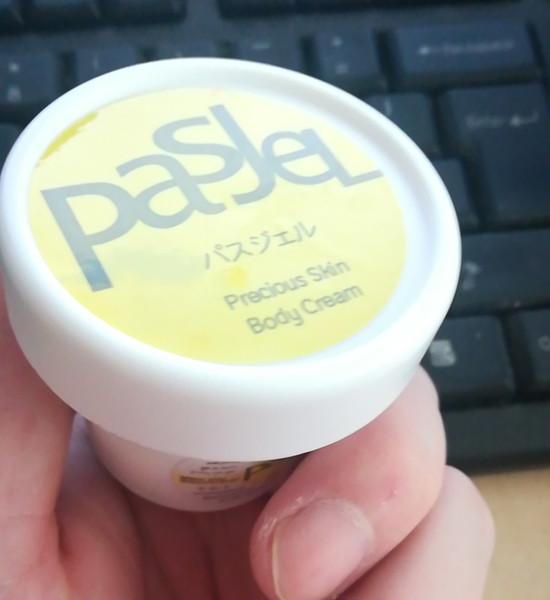 PasJeL
パスジェル
Precious Skin
Body Cream